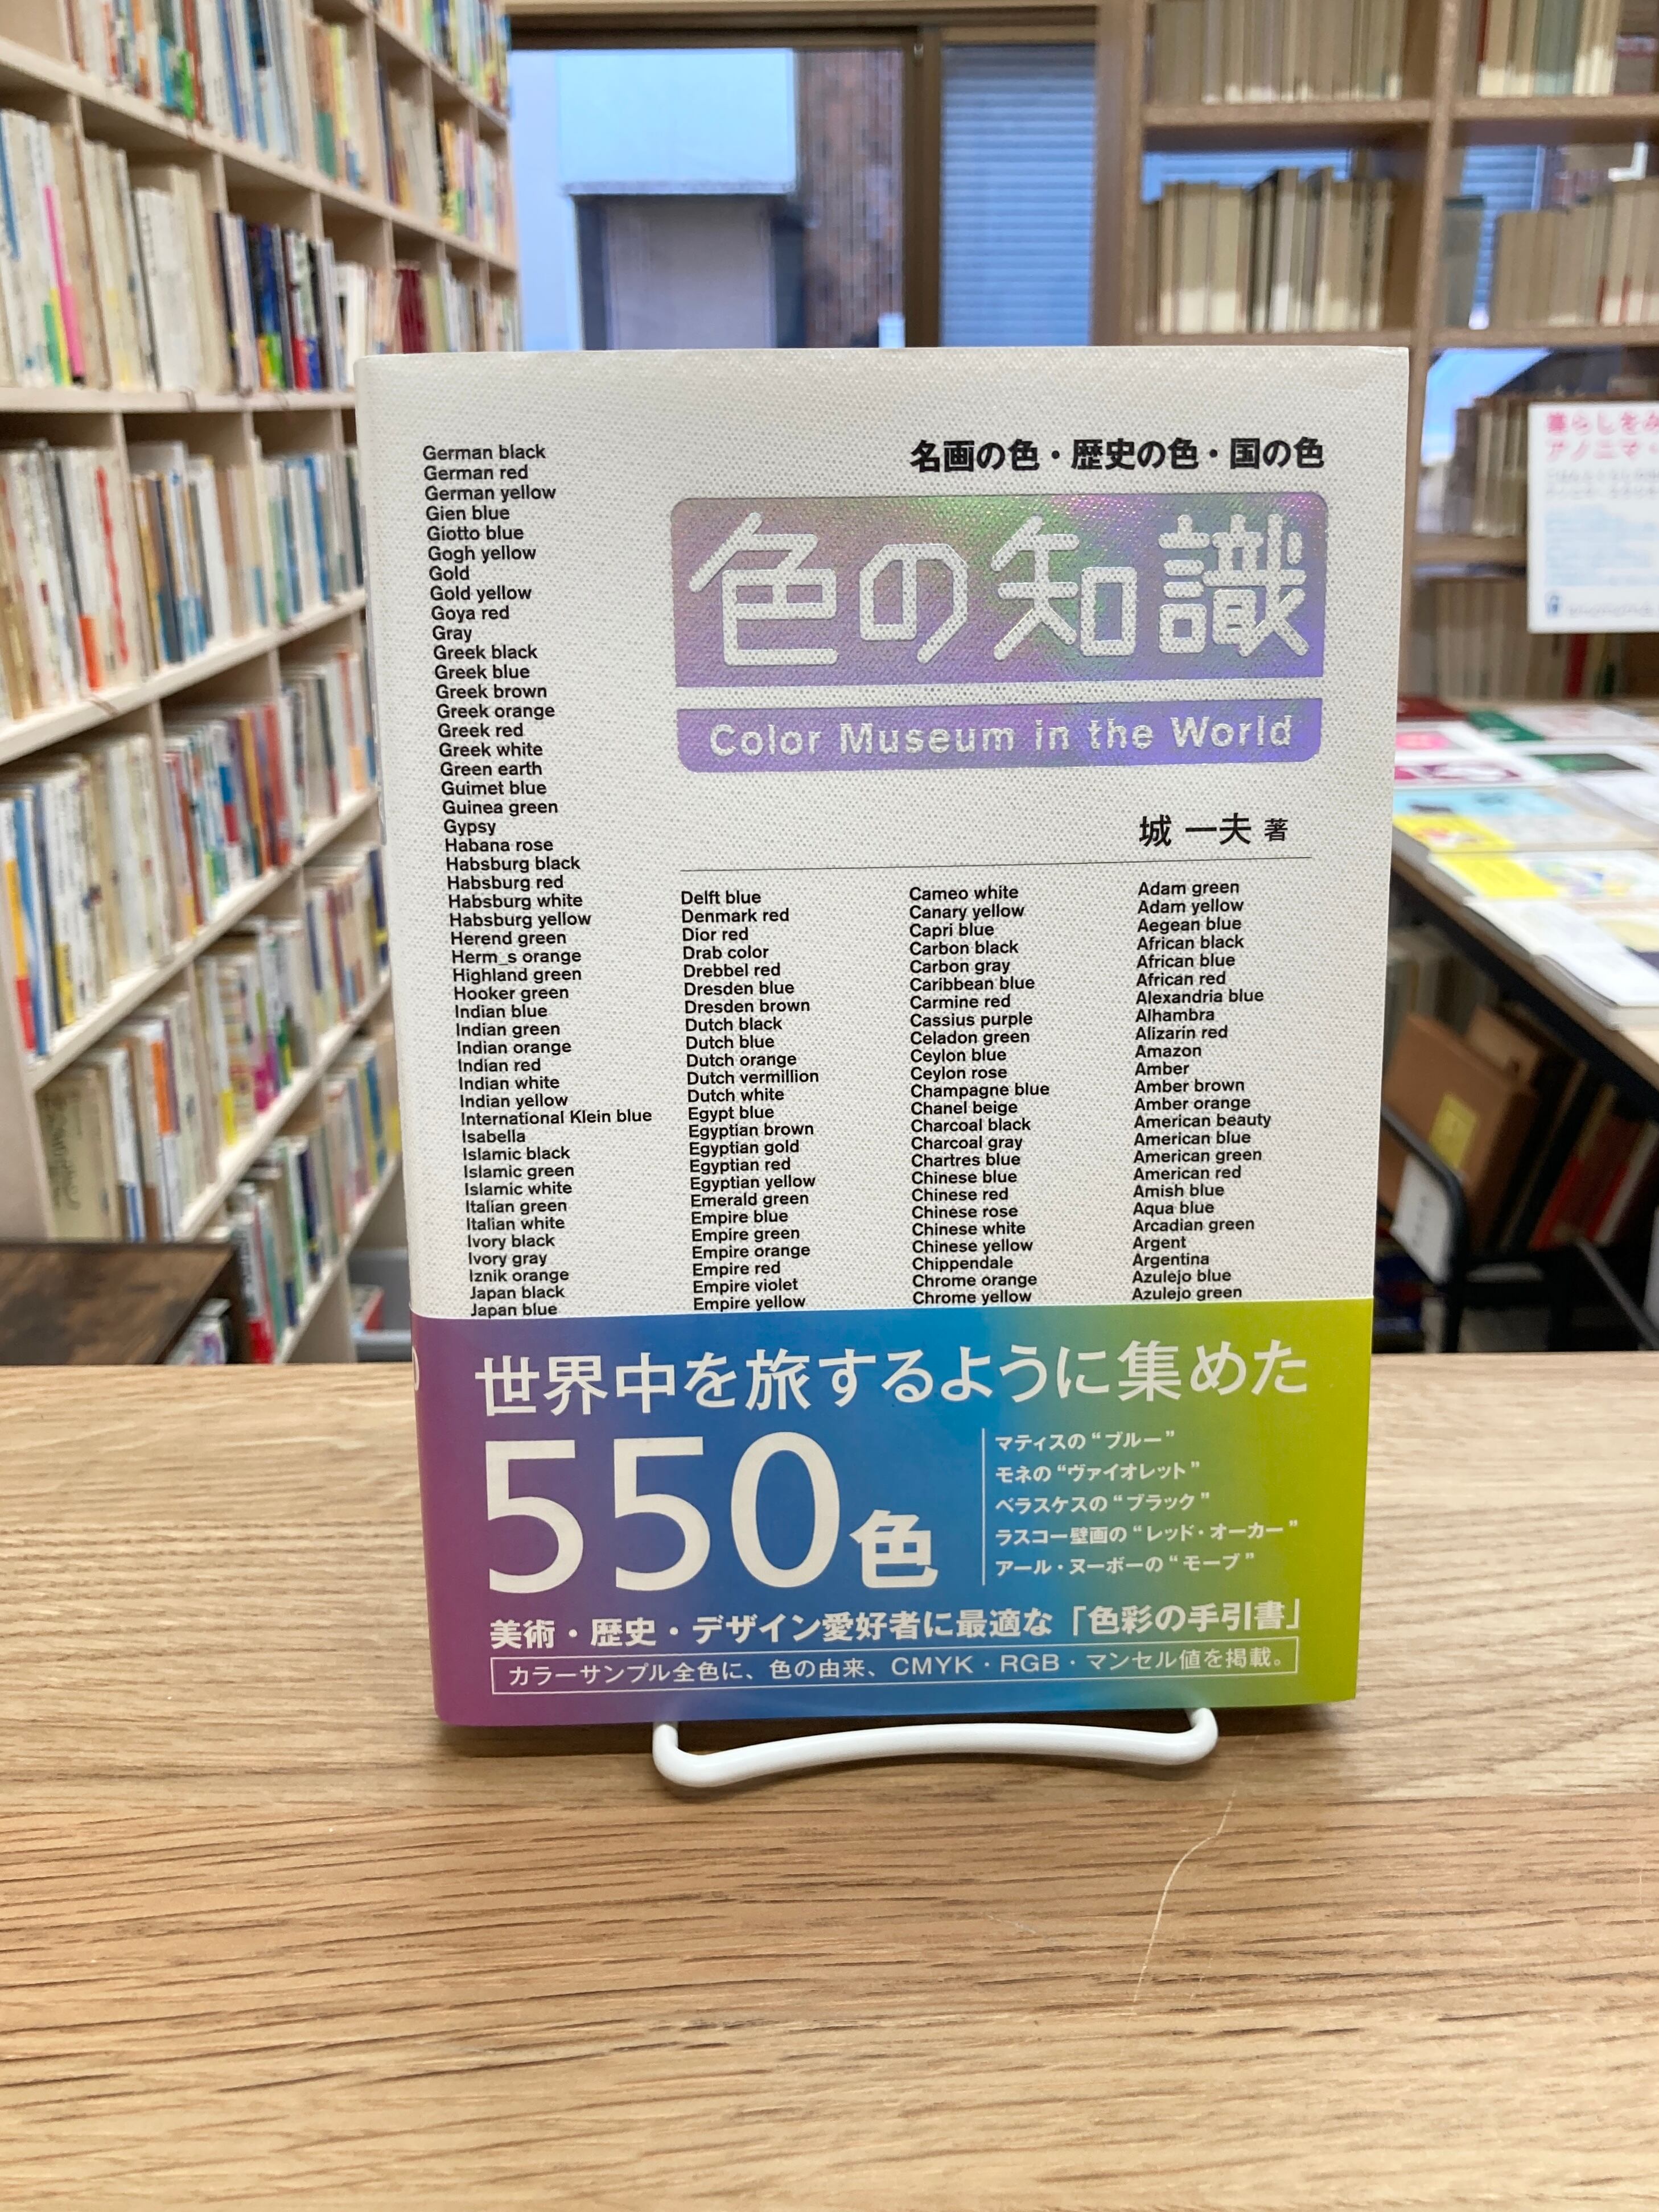 名画の色・歴史の色・国の色
色の知識
Color Museum in the World
城 一夫 著
German black
German red
German yellow
Gien blue
Giotto blue
Gogh yellow
Gold
Gold yellow
Goya red
Gray
Greek black
Greek blue
Greek brown
Greek orange
Greek red
Greek white
Green earth
Guimet blue
Guinea green
Gypsy
Habana rose
Habsburg black
Habsburg red
Habsburg white
Habsburg yellow
Herend green
Herm_s orange
Highland green
Hooker green
Indian blue
Indian green
Indian orange
Indian red
Indian white
Indian yellow
International Klein blue
Isabella
Islamic black
Islamic green
Islamic white
Italian green
Italian white
Ivory black
Ivory gray
Iznik orange
Japan black
Japan blue
Delft blue
Denmark red
Dior red
Drab color
Drebbel red
Dresden blue
Dresden brown
Dutch black
Dutch blue
Dutch orange
Dutch vermillion
Dutch white
Egypt blue
Egyptian brown
Egyptian gold
Egyptian red
Egyptian yellow
Emerald green
Empire blue
Empire green
Empire orange
Empire red
Empire violet
Empire yellow
Cameo white
Canary yellow
Capri blue
Carbon black
Carbon gray
Caribbean blue
Carmine red
Cassius purple
Celadon green
Ceylon blue
Ceylon rose
Champagne blue
Chanel beige
Charcoal black
Charcoal gray
Chartres blue
Chinese blue
Chinese red
Chinese rose
Chinese white
Chinese yellow
Chippendale
Chrome orange
Chrome yellow
Adam green
Adam yellow
Aegean blue
African black
African blue
African red
Alexandria blue
Alhambra
Alizarin red
Amazon
Amber
Amber brown
Amber orange
American beauty
American blue
American green
American red
Amish blue
Aqua blue
Arcadian green
Argent
Argentina
Azulejo blue
Azulejo green
世界中を旅するように集めた
550色
マティスの“ブルー”
モネの“ヴァイオレット”
ベラスケスの“ブラック”
ラスコー壁画の“レッド・オーカー”
アール・ヌーボーの“モーブ”
美術・歴史・デザイン愛好者に最適な「色彩の手引書」
カラーサンプル全色に、色の由来、CMYK・RGB・マンセル値を掲載。